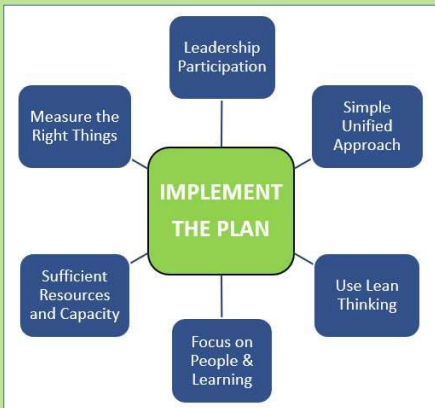 Leadership
Participation
Simple
Unified
Approach
Measure the
Right Things
IMPLEMENT
THE PLAN
Sufficient
Resources
and Capacity
Use Lean
Thinking
Focus on
People &
Learning